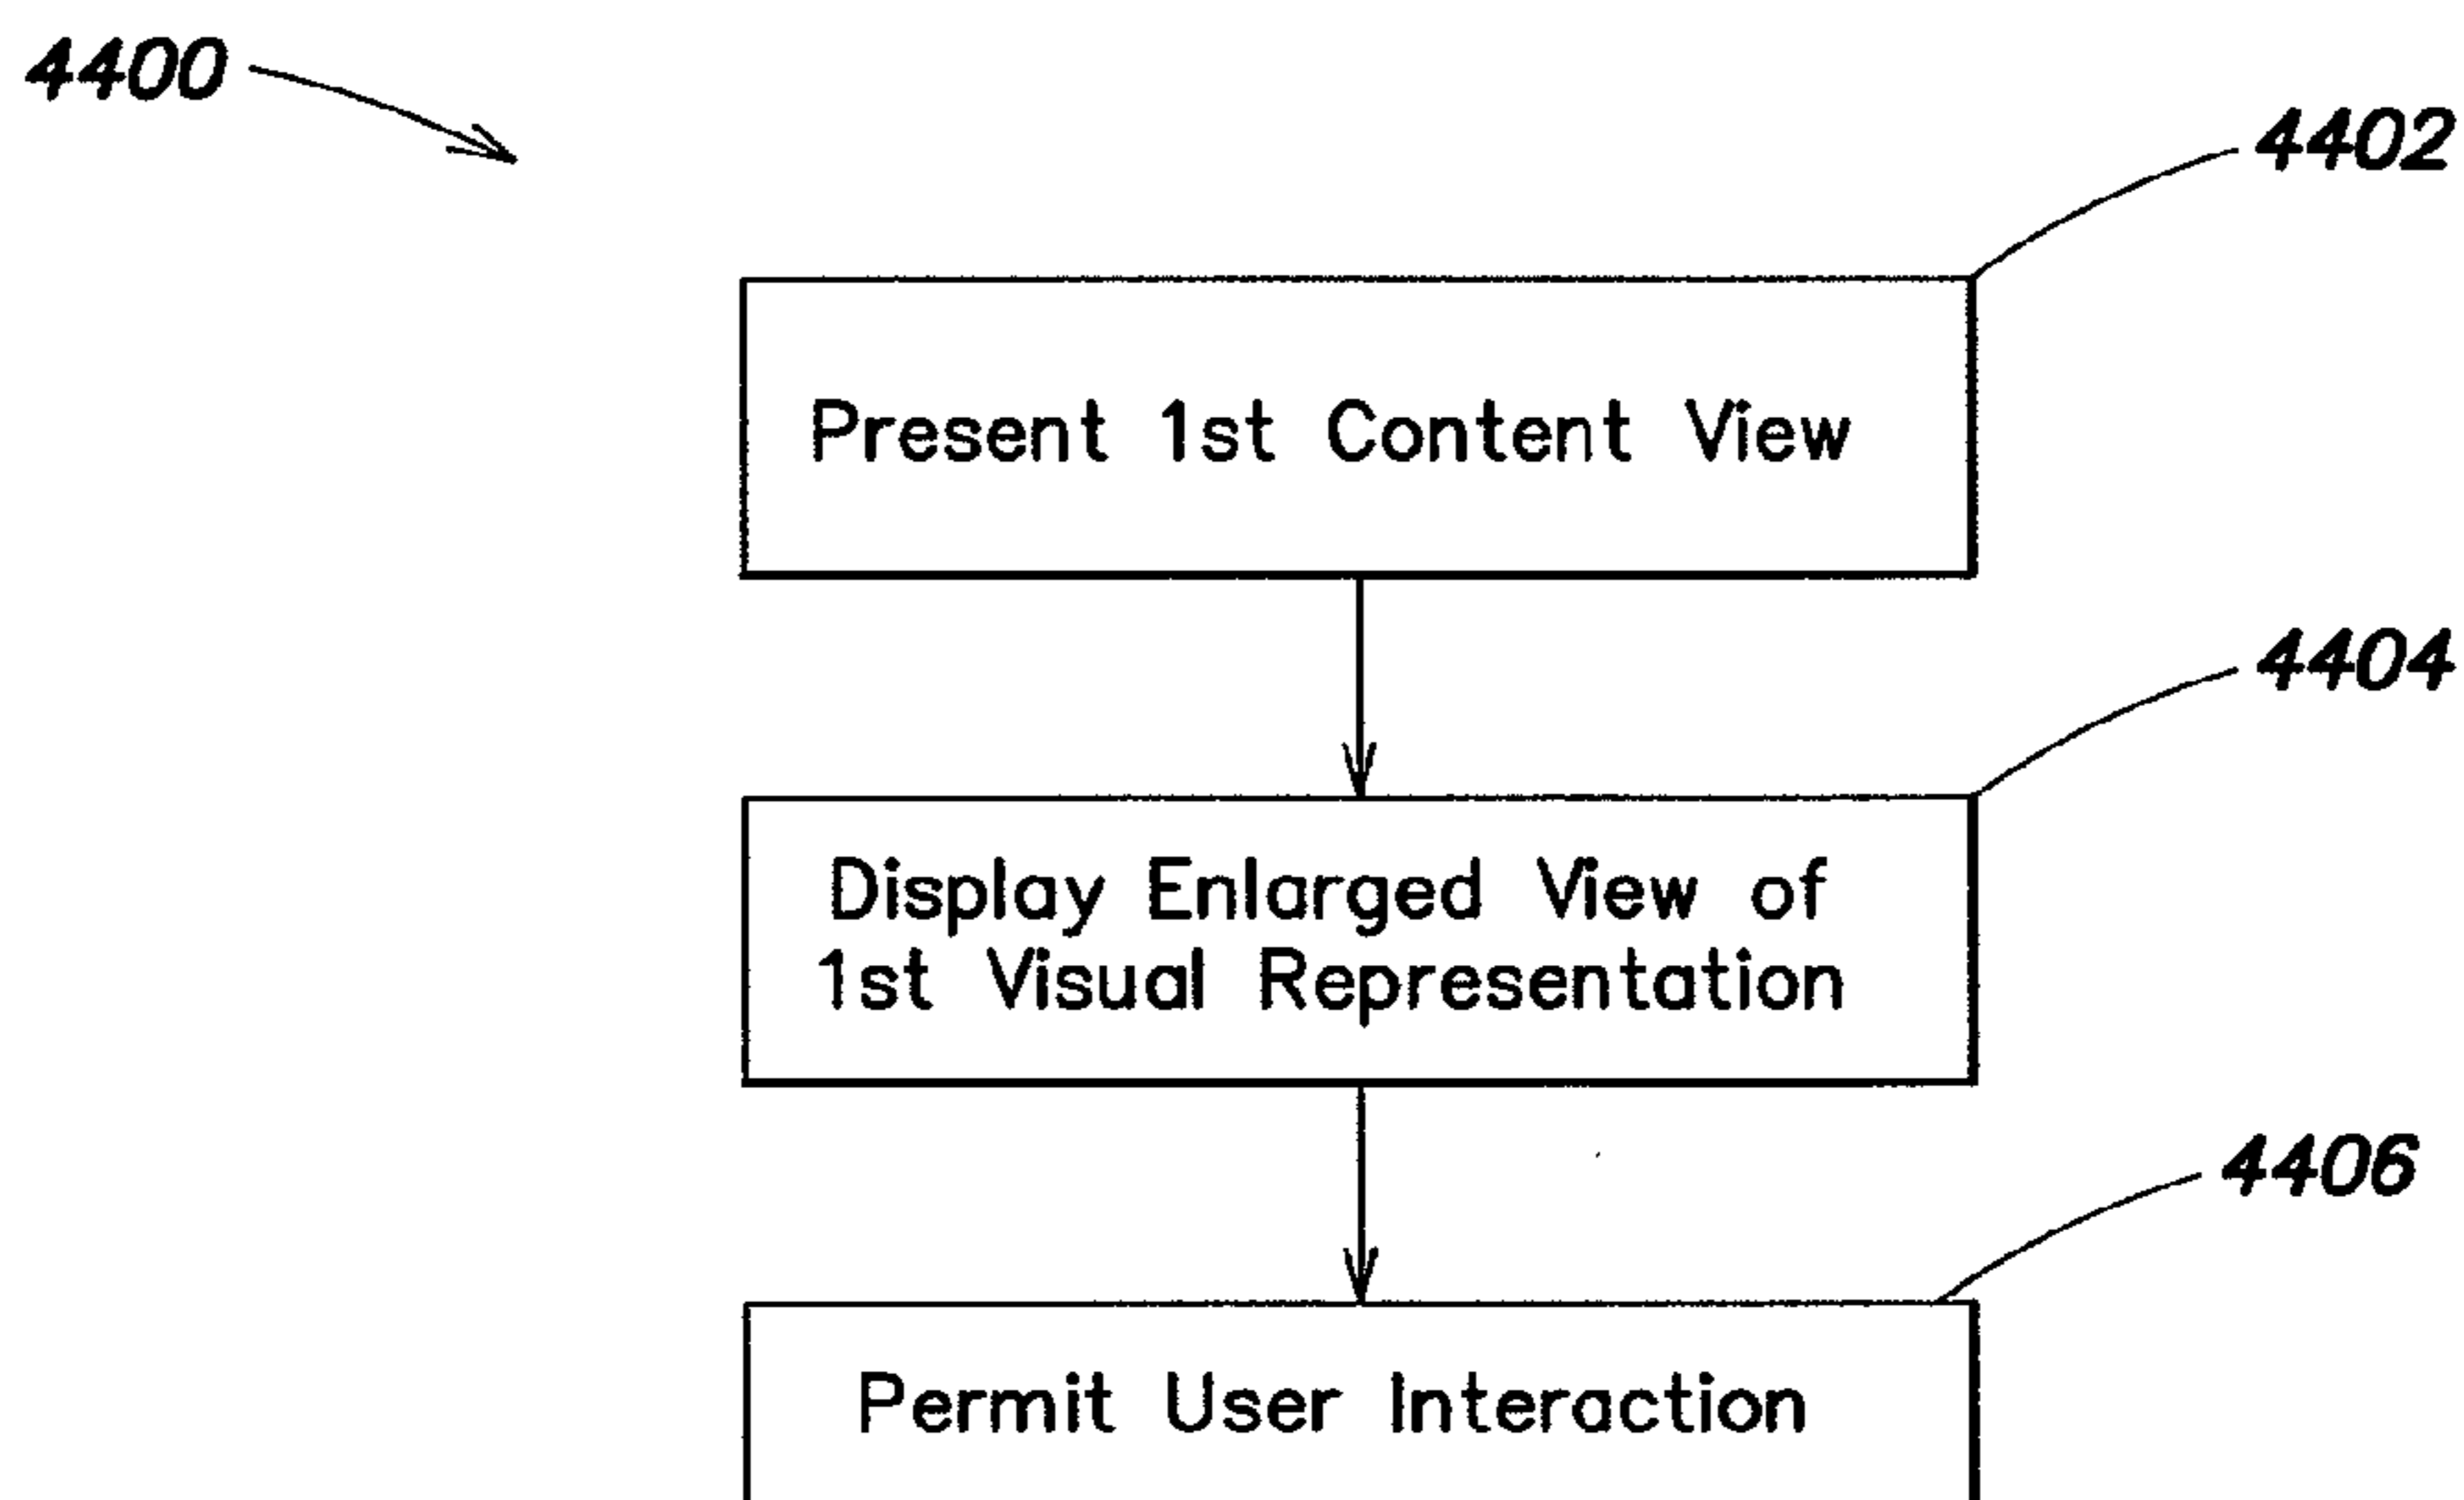 4400
4402
Present 1st Content View
4404
Display Enlarged View of
1st Visual Representation
4406
Permit User Interaction